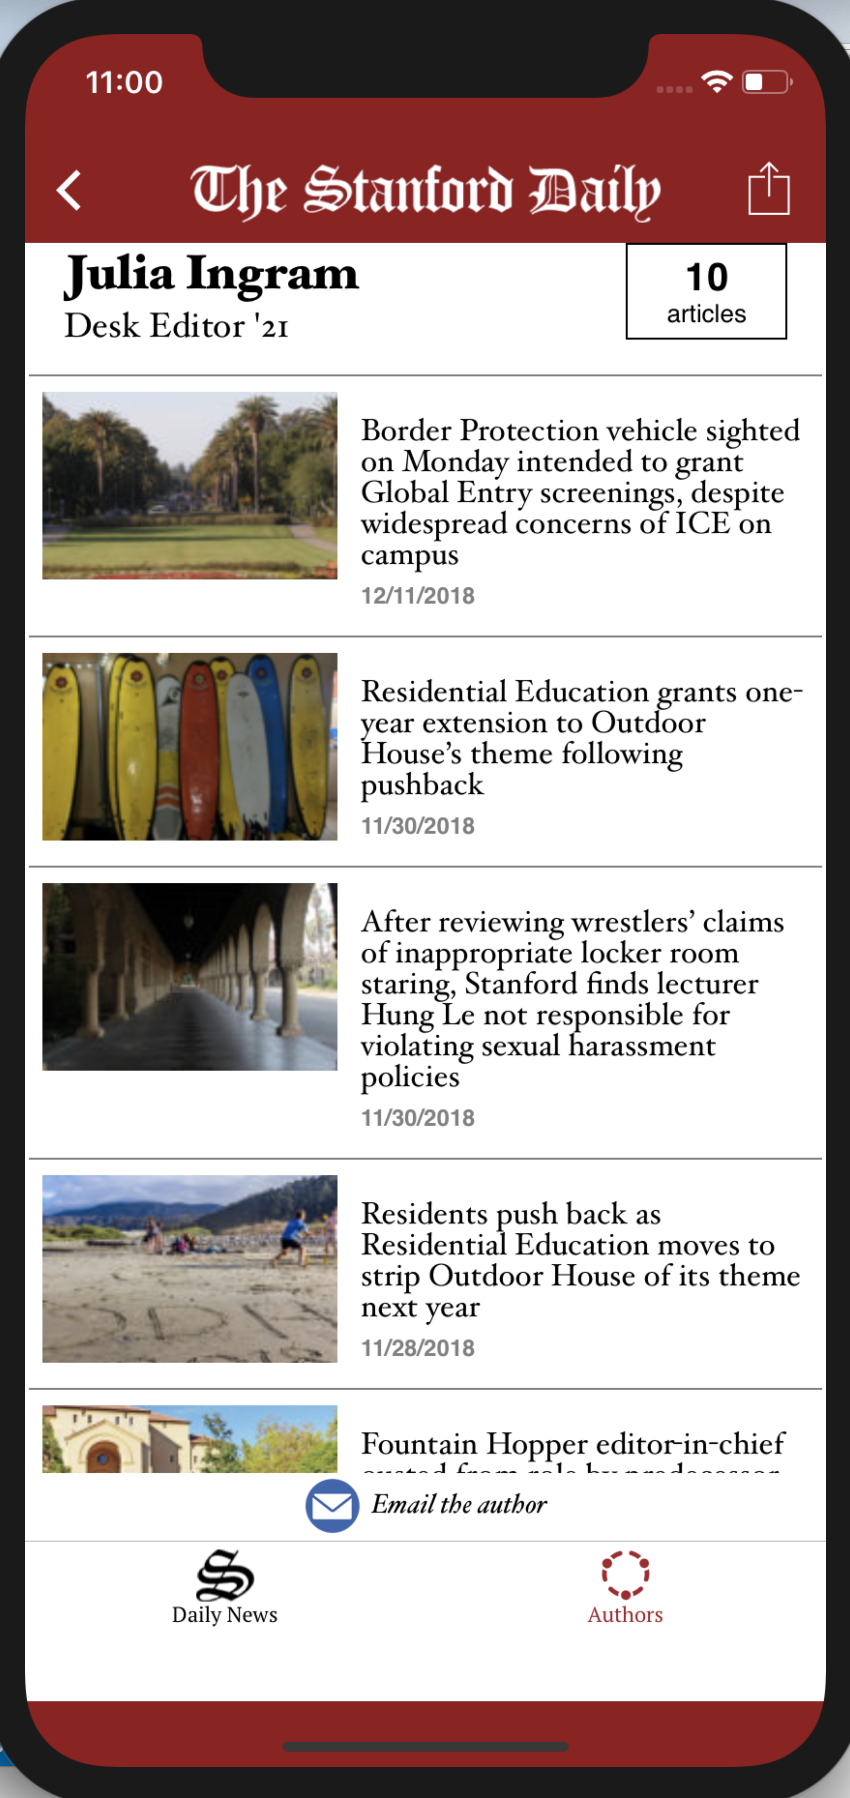 11:00
The Stanford Daily
Julia Ingram
Desk Editor '21
10
articles
Border Protection vehicle sighted
on Monday intended to grant
Global Entry screenings, despite
widespread concerns of ICE on
campus
12/11/2018
Residential Education grants one-
year extension to Outdoor
House’s theme following
pushback
11/30/2018
After reviewing wrestlers’ claims
of inappropriate locker room
staring, Stanford finds lecturer
Hung Le not responsible for
violating sexual harassment
policies
11/30/2018
Residents push back as
Residential Education moves to
strip Outdoor House of its theme
next year
11/28/2018
Fountain Hopper editor-in-chief
ousted from role by predecessor
Email the author
S
Daily News
Authors